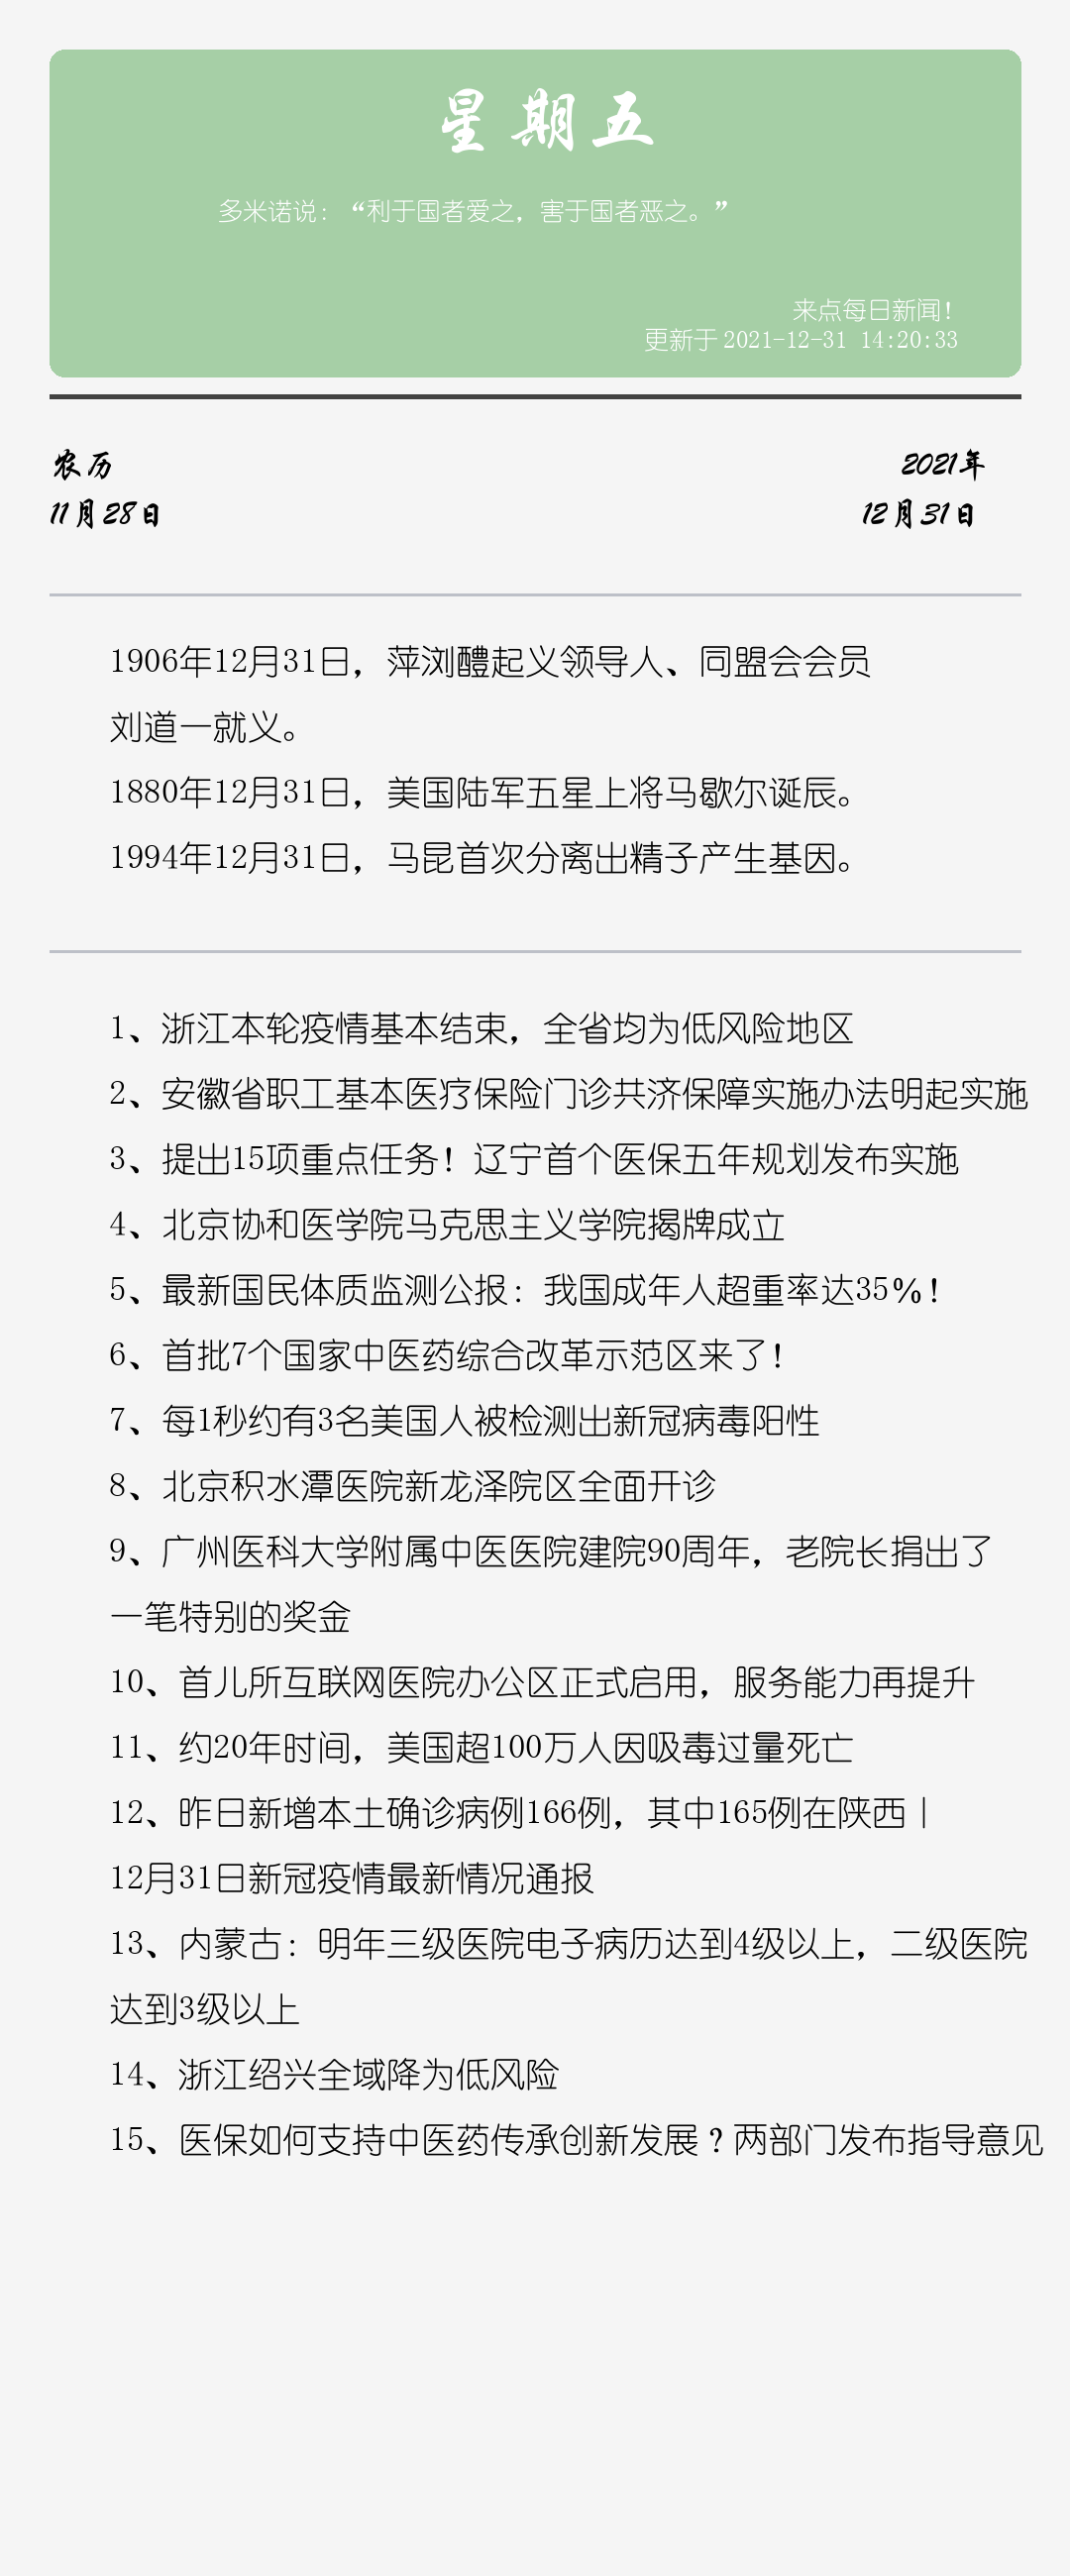 星期五
多米诺说：“利于国者爱之，害于国者恶之。”
来点每日新闻！
更新于 2021-12-31 14:20:33
农历
2021年
11月28日
12月31日
1906年12月31日，萍浏醴起义领导人、同盟会会员
刘道一就义。
1880年12月31日，美国陆军五星上将马歇尔诞辰。
1994年12月31日，马昆首次分离出精子产生基因。
1、浙江本轮疫情基本结束，全省均为低风险地区
2、安徽省职工基本医疗保险门诊共济保障实施办法明起实施
3、提出15项重点任务！辽宁首个医保五年规划发布实施
4、北京协和医学院马克思主义学院揭牌成立
5、最新国民体质监测公报：我国成年人超重率达35%！
6、首批7个国家中医药综合改革示范区来了！
7、每1秒约有3名美国人被检测出新冠病毒阳性
8、北京积水潭医院新龙泽院区全面开诊
9、广州医科大学附属中医医院建院90周年，老院长捐出了
一笔特别的奖金
10、首儿所互联网医院办公区正式启用，服务能力再提升
11、约20年时间，美国超100万人因吸毒过量死亡
12、昨日新增本土确诊病例166例，其中165例在陕西丨
12月31日新冠疫情最新情况通报
13、内蒙古：明年三级医院电子病历达到4级以上，二级医院
达到3级以上
14、浙江绍兴全域降为低风险
15、医保如何支持中医药传承创新发展？两部门发布指导意见